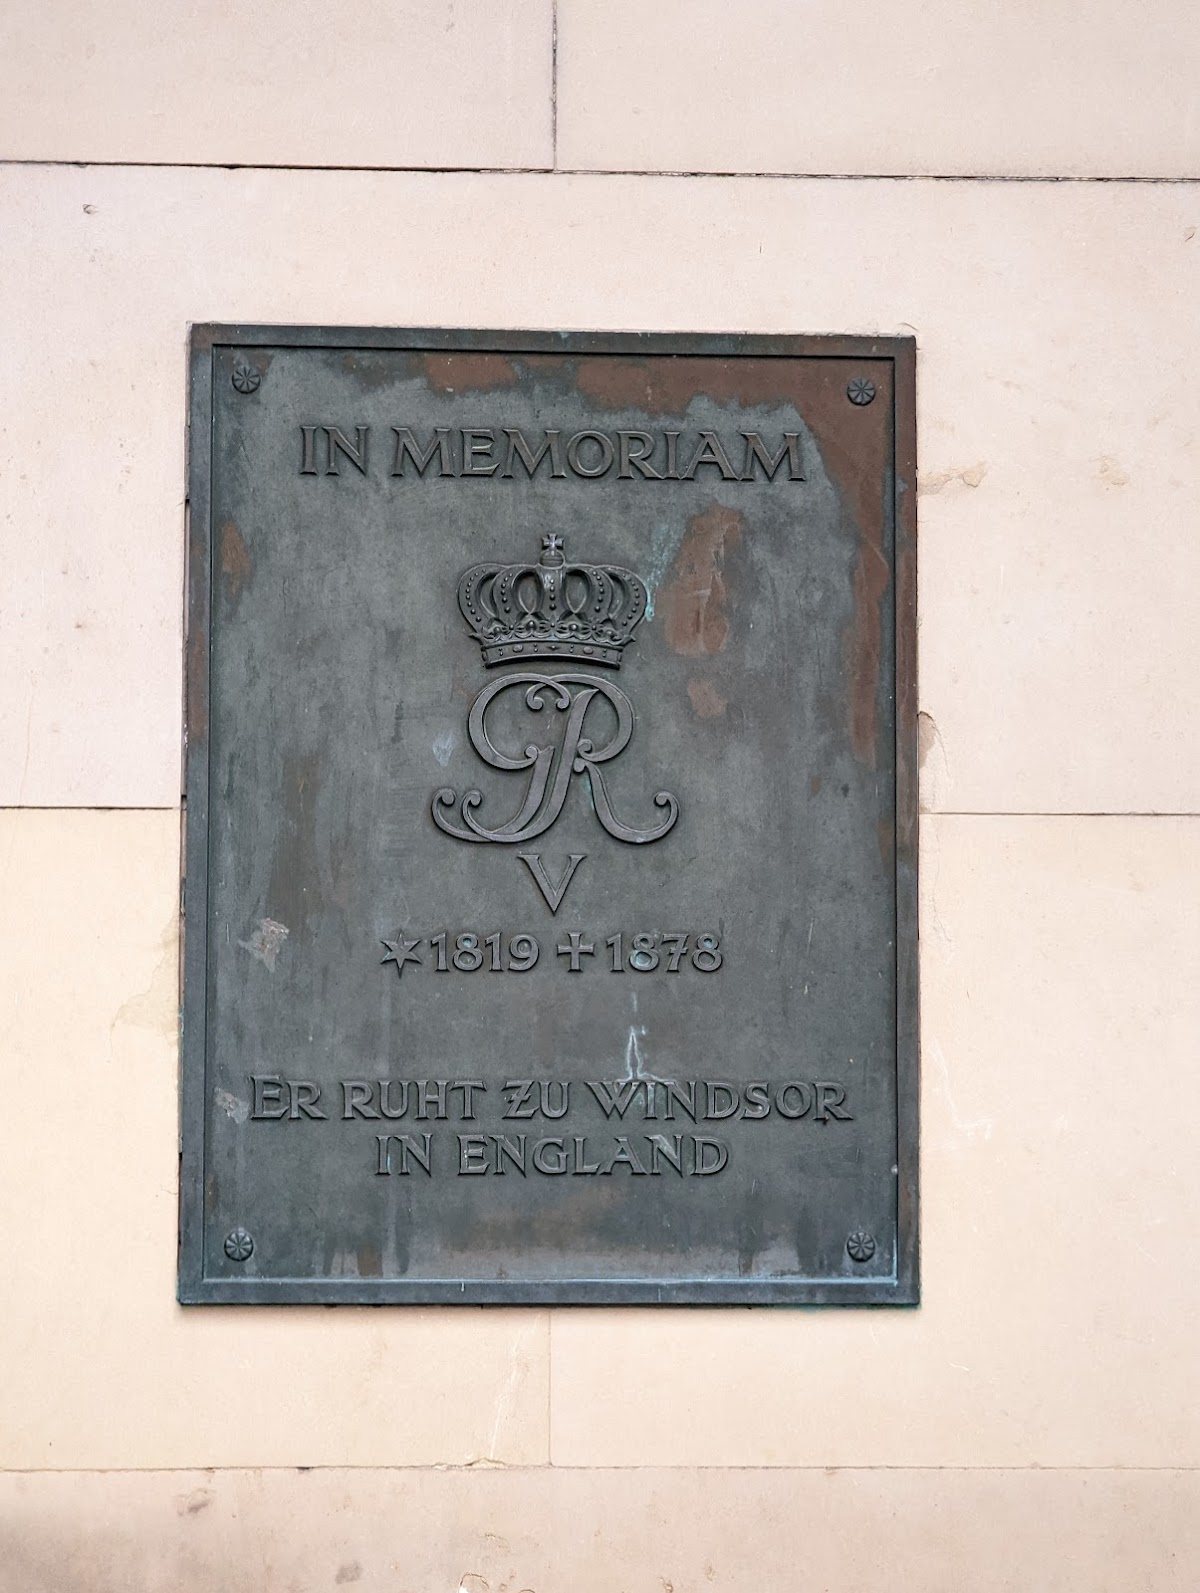 IN MEMORIAM
GR
V
✶1819 ✝1878
ER RUHT ZU WINDSOR
IN ENGLAND